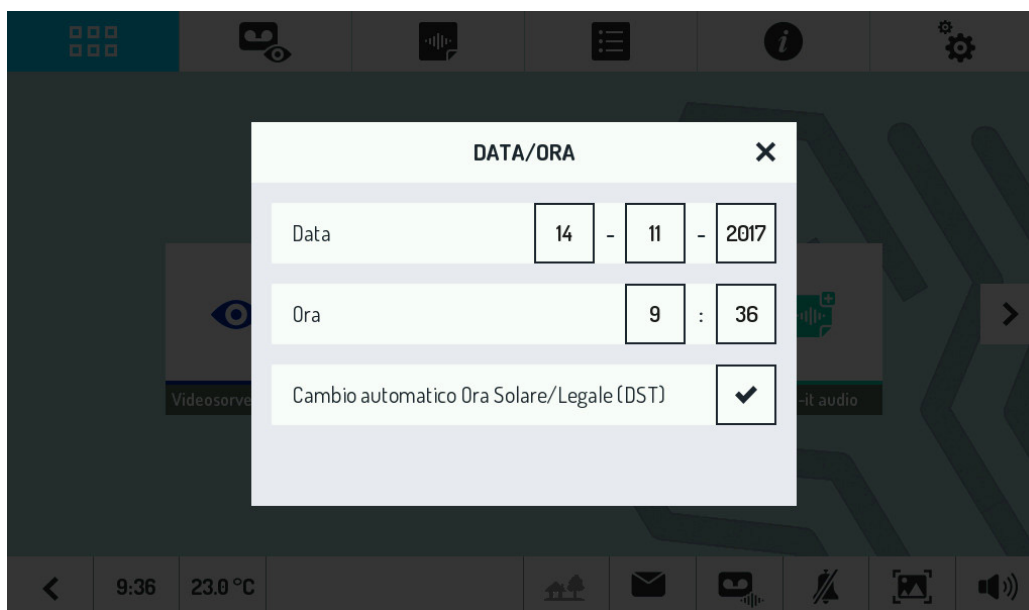 DATA/ORA
Data 14 - 11 - 2017
Ora 9 : 36
Cambio automatico Ora Solare/Legale (DST)
Videosorve -it audio
9:36 23.0 °C